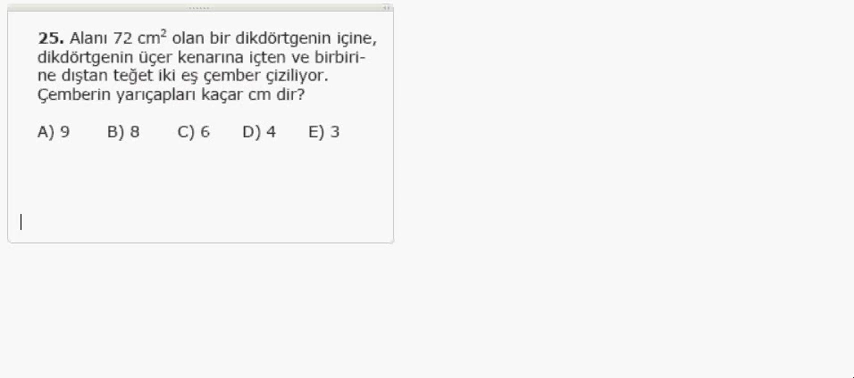 25. Alanı 72 cm² olan bir dikdörtgenin içine,
dikdörtgenin üçer kenarına içten ve birbiri-
ne dıştan teğet iki eş çember çiziliyor.
Çemberin yarıçapları kaçar cm dir?
A) 9 B) 8 C) 6 D) 4 E) 3